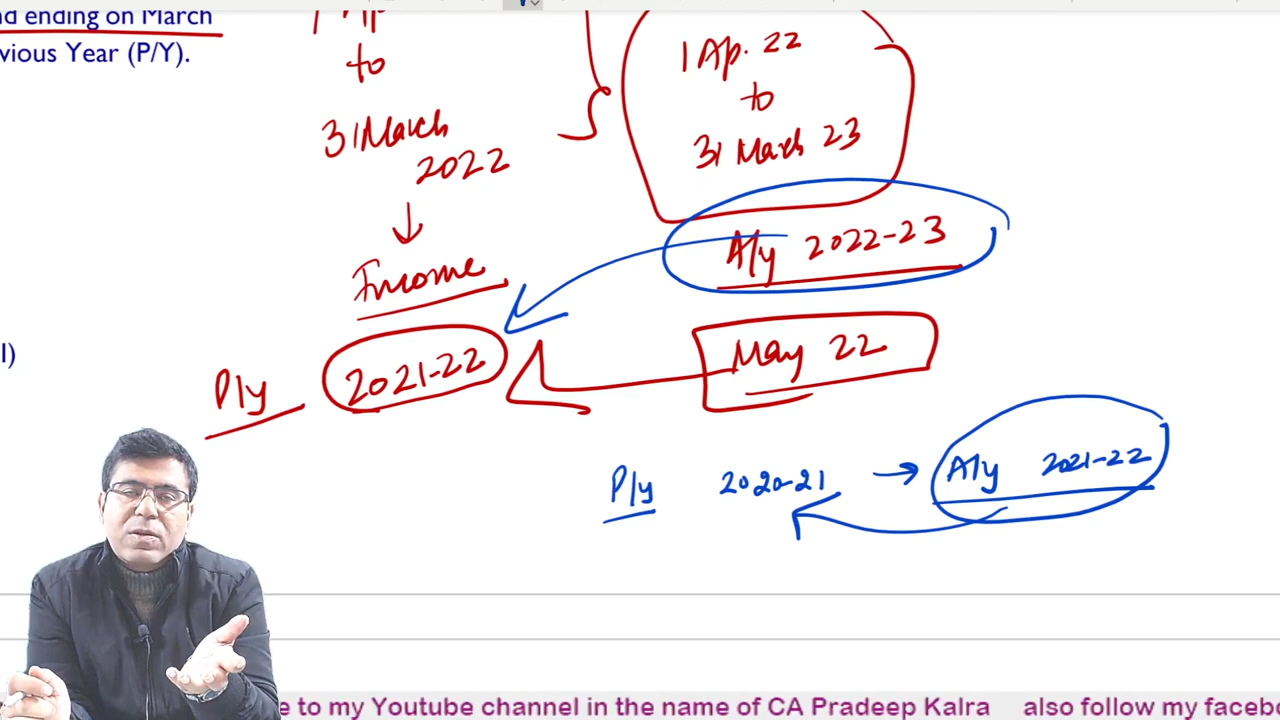 nd ending on March
vious Year (P/Y).
to
31 March
2022
Income
P/y 2021-22
1 Ap. 22
to
31 March 23
A/y 2022-23
May 22
P/y 2020-21 → A/y 2021-22
e to my Youtube channel in the name of CA Pradeep Kalra also follow my facebo